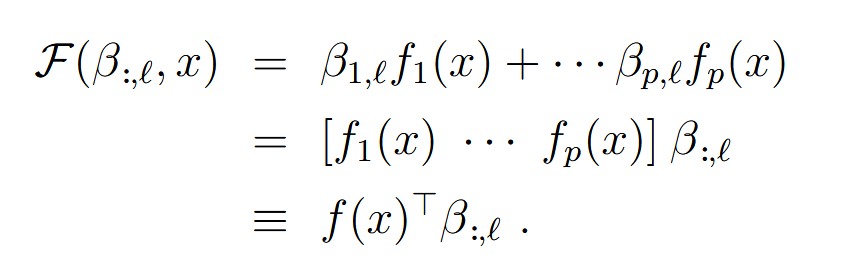 𝓕(β:,ℓ, x) = β1,ℓ f1(x) + ··· βp,ℓ fp(x)
= [f1(x) ··· fp(x)] β:,ℓ
≡ f(x)⊤β:,ℓ .